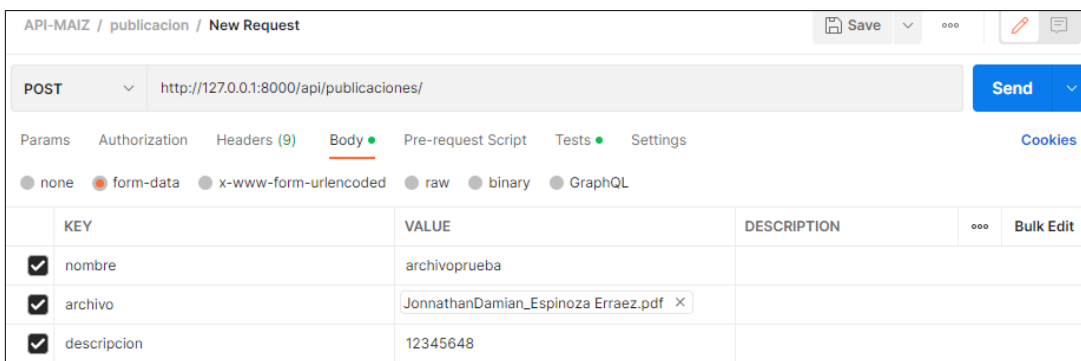 API-MAIZ / publicacion / New Request Save ooo
POST http://127.0.0.1:8000/api/publicaciones/ Send
Params Authorization Headers (9) Body Pre-request Script Tests Settings Cookies
none form-data x-www-form-urlencoded raw binary GraphQL
KEY VALUE DESCRIPTION ooo Bulk Edit
nombre archivoprueba
archivo JonnathanDamian_Espinoza Erraez.pdf ×
descripcion 12345648